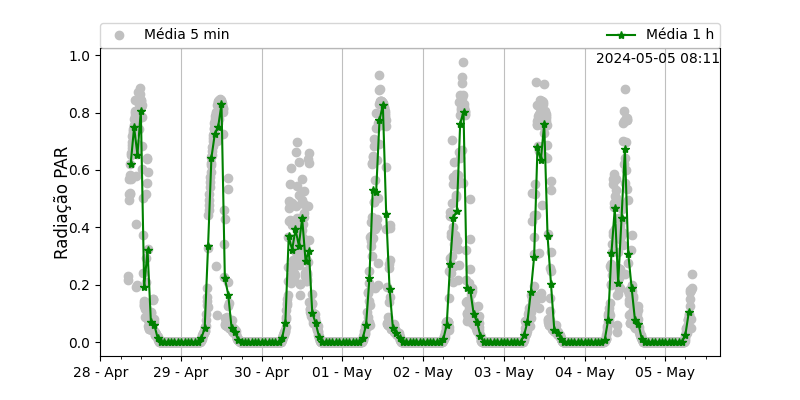 Média 5 min
Média 1 h
2024-05-05 08:11
Radiação PAR
1.0
0.8
0.6
0.4
0.2
0.0
28 - Apr
29 - Apr
30 - Apr
01 - May
02 - May
03 - May
04 - May
05 - May